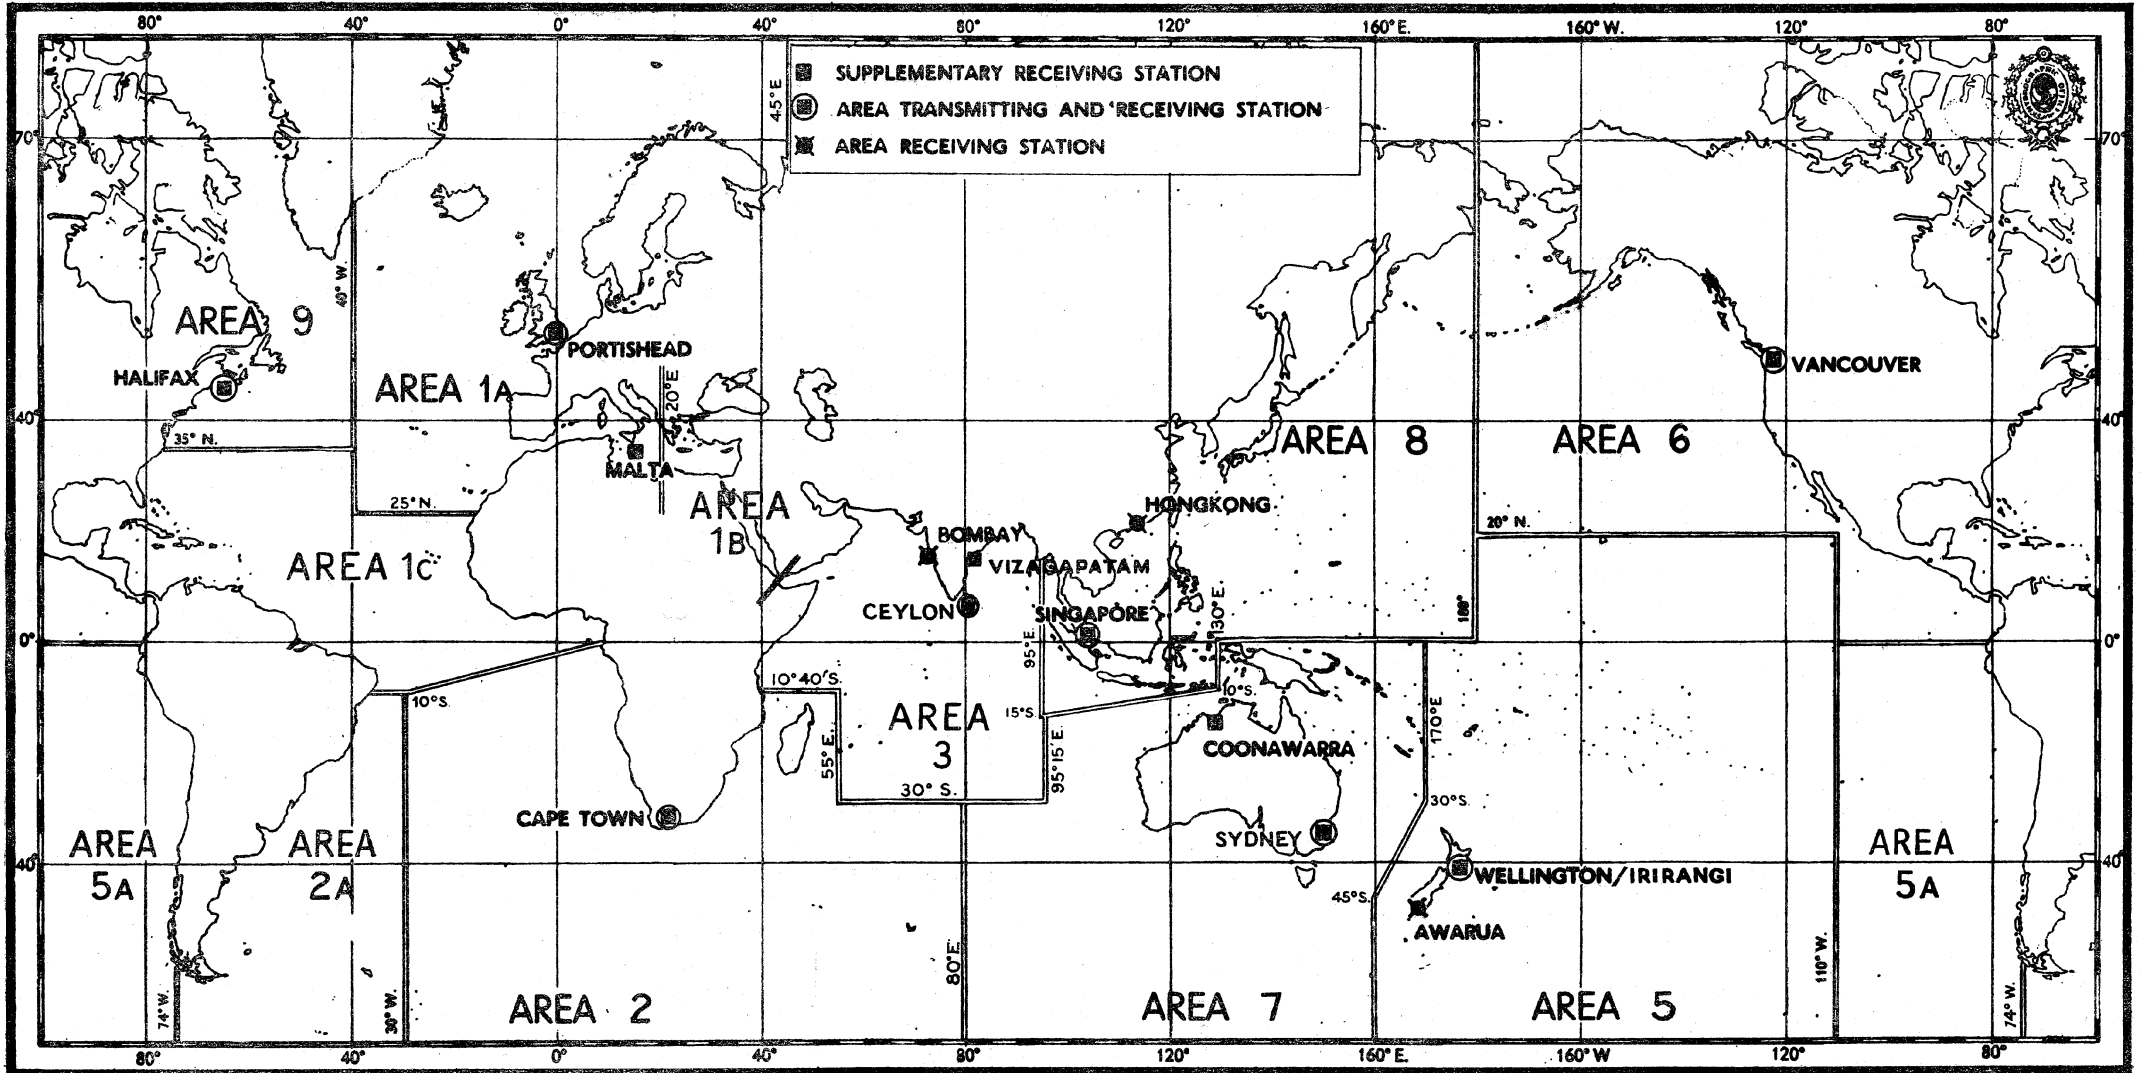 80° 40° 0° 40° 80° 120° 160° E. 160° W. 120° 80°
SUPPLEMENTARY RECEIVING STATION
AREA TRANSMITTING AND RECEIVING STATION
AREA RECEIVING STATION
45°E
70° 70°
40° W.
AREA 9
PORTISHEAD
HALIFAX
VANCOUVER
AREA 1A
20°E
40° 40°
35° N.
AREA 8
AREA 6
MALTA
25° N.
AREA
1B
HONGKONG
20° N.
BOMBAY
AREA 1C
VIZAGAPATAM
CEYLON
SINGAPORE
130°E.
180°
0° 0°
95°E.
10°40'S.
10°S.
10°S.
15°S.
AREA
3
55° E.
95°15'E.
170°E
COONAWARRA
30° S.
30°S.
CAPE TOWN
SYDNEY
AREA
5A
AREA
2A
AREA
5A
40° 40°
WELLINGTON/IRIRANGI
45°S.
AWARUA
74° W.
30° W.
80°E.
110° W.
74° W.
AREA 2
AREA 7
AREA 5
80° 40° 0° 40° 80° 120° 160° E. 160° W 120° 80°